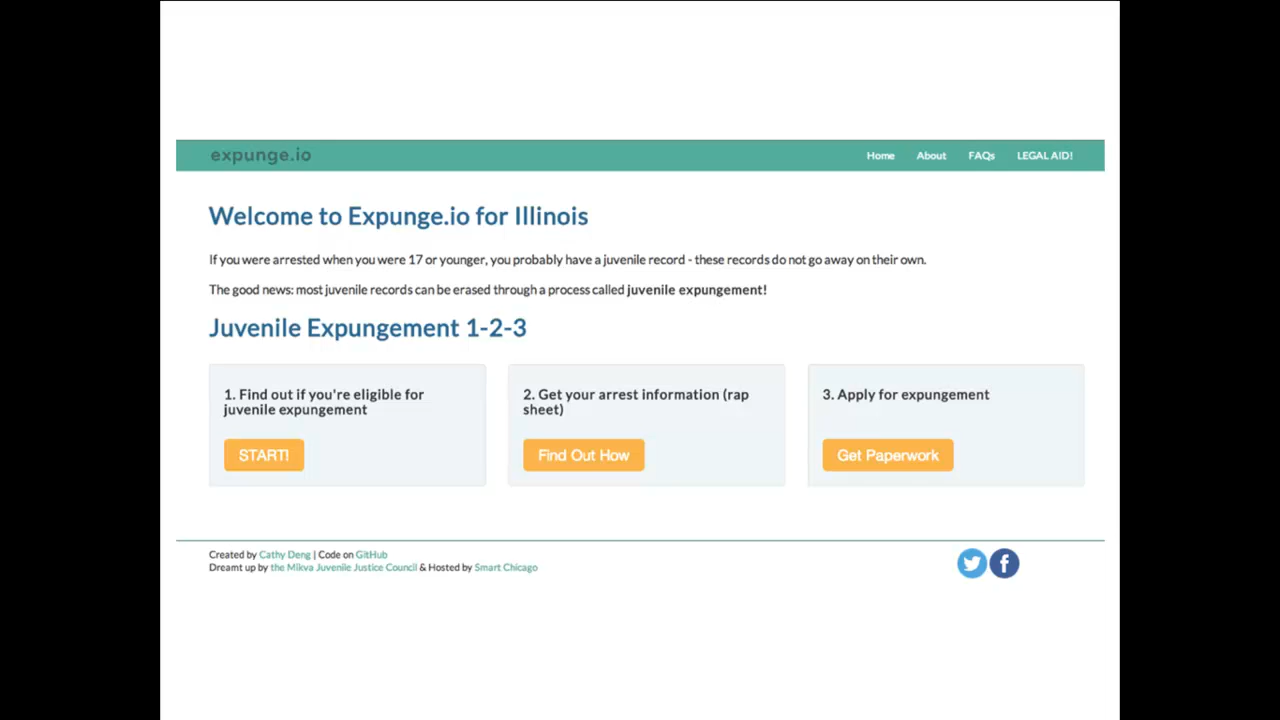 expunge.io
Home About FAQs LEGAL AID!
Welcome to Expunge.io for Illinois
If you were arrested when you were 17 or younger, you probably have a juvenile record - these records do not go away on their own.
The good news: most juvenile records can be erased through a process called juvenile expungement!
Juvenile Expungement 1-2-3
1. Find out if you're eligible for
juvenile expungement
START!
2. Get your arrest information (rap
sheet)
Find Out How
3. Apply for expungement
Get Paperwork
Created by Cathy Deng | Code on GitHub
Dreamt up by the Mikva Juvenile Justice Council & Hosted by Smart Chicago